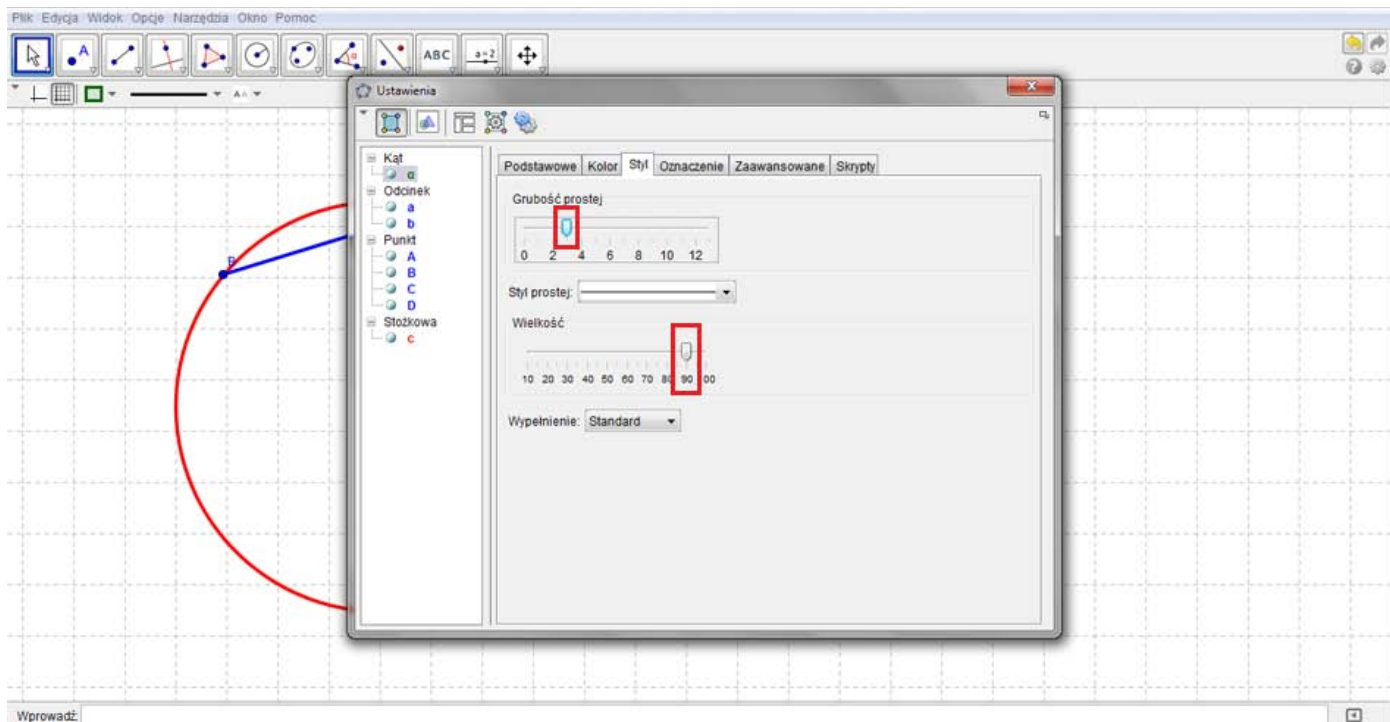 Plik Edycja Widok Opcje Narzędzia Okno Pomoc
A
α
ABC
a=2
AA
Ustawienia
Kąt
α
Odcinek
a
b
Punkt
A
B
C
D
Stożkowa
c
Podstawowe Kolor Styl Oznaczenie Zaawansowane Skrypty
Grubość prostej
0 2 4 6 8 10 12
Styl prostej:
Wielkość
10 20 30 40 50 60 70 80 90 00
Wypełnienie: Standard
B
Wprowadź: